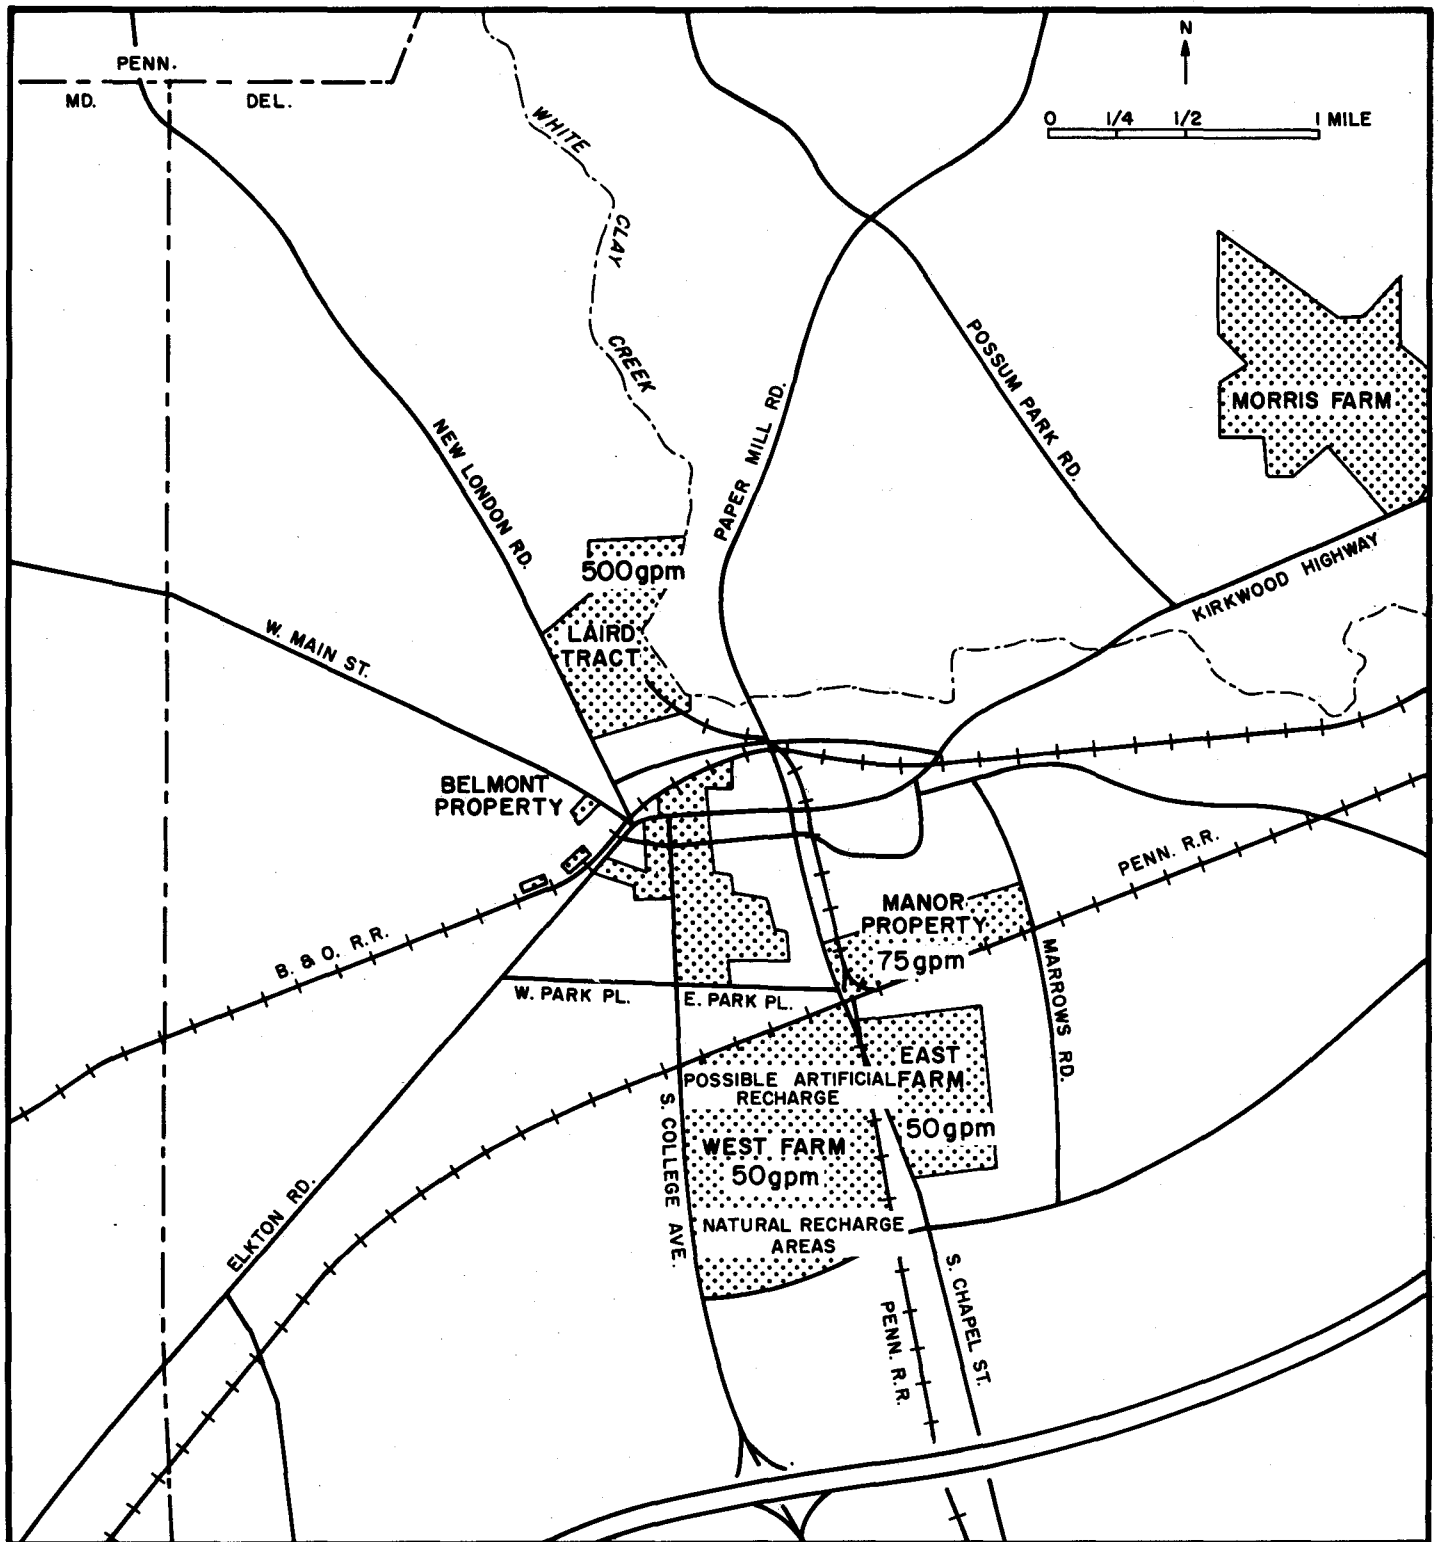 PENN.
MD.
DEL.
N
0 1/4 1/2 1 MILE
WHITE
CLAY
CREEK
NEW LONDON RD.
PAPER MILL RD.
POSSUM PARK RD.
MORRIS FARM
KIRKWOOD HIGHWAY
500gpm
LAIRD
TRACT
W. MAIN ST.
BELMONT
PROPERTY
PENN. R.R.
MANOR
PROPERTY
75gpm
B. & O. R.R.
W. PARK PL.
E. PARK PL.
MARROWS RD.
EAST
FARM
50gpm
POSSIBLE ARTIFICIAL
RECHARGE
S. COLLEGE AVE.
WEST FARM
50gpm
NATURAL RECHARGE
AREAS
ELKTON RD.
PENN. R.R.
S. CHAPEL ST.